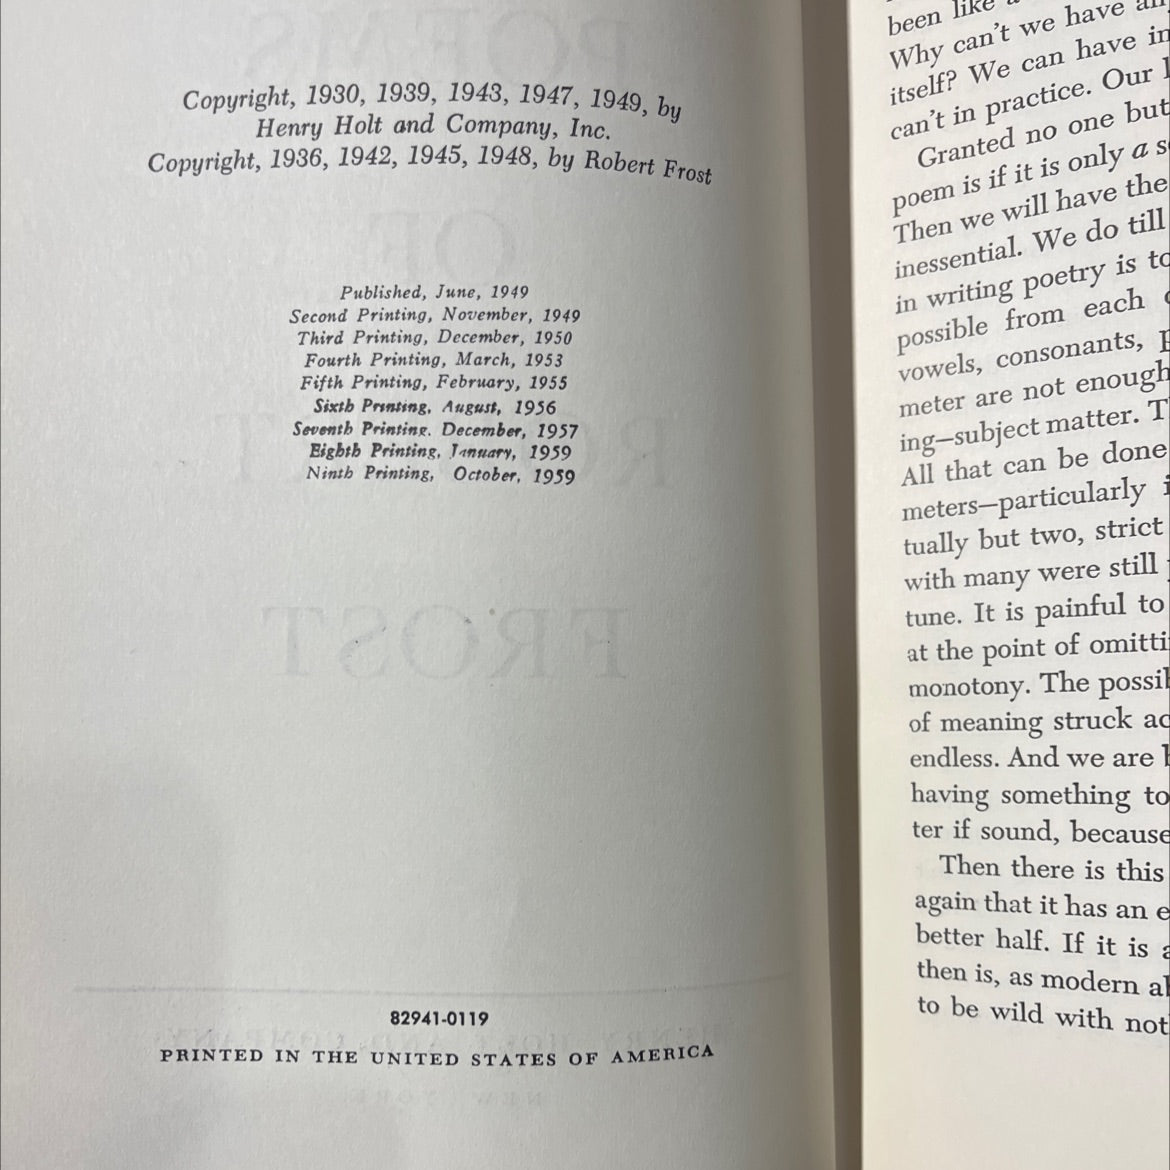 Copyright, 1930, 1939, 1943, 1947, 1949, by
Henry Holt and Company, Inc.
Copyright, 1936, 1942, 1945, 1948, by Robert Frost
Published, June, 1949
Second Printing, November, 1949
Third Printing, December, 1950
Fourth Printing, March, 1953
Fifth Printing, February, 1955
Sixth Printing, August, 1956
Seventh Printing. December, 1957
Eighth Printing, January, 1959
Ninth Printing, October, 1959
82941-0119
PRINTED IN THE UNITED STATES OF AMERICA
been like a
Why can't we have
itself? We can have in
can't in practice. Our
Granted no one but
poem is if it is only a
Then we will have the
inessential. We do till
in writing poetry is to
possible from each
vowels, consonants,
meter are not enough
ing—subject matter. T
All that can be done
meters—particularly
tually but two, strict
with many were still
tune. It is painful to
at the point of omitti
monotony. The possi
of meaning struck ac
endless. And we are
having something to
ter if sound, because
Then there is this
again that it has an e
better half. If it is
then is, as modern a
to be wild with not